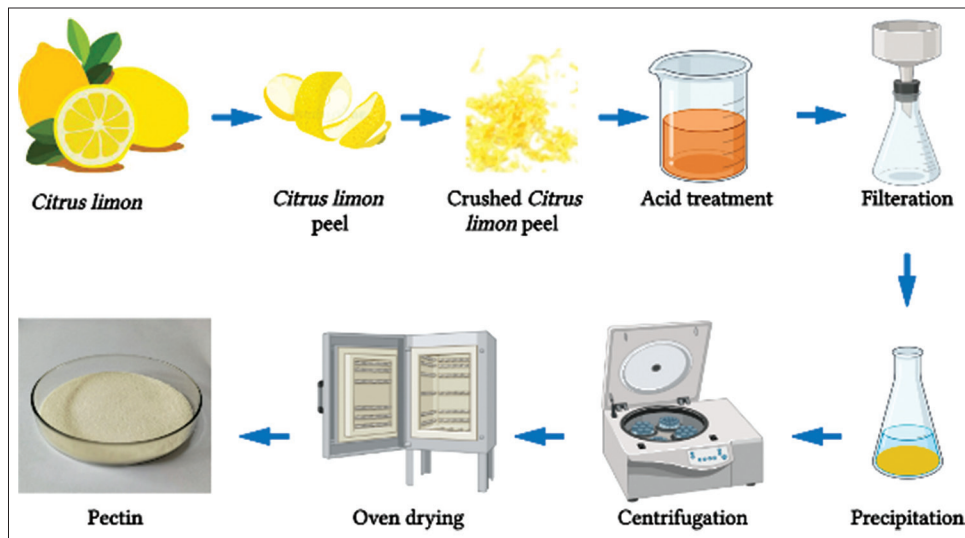 Citrus limon
Citrus limon
peel
Crushed Citrus
limon peel
Acid treatment
Filteration
Pectin
Oven drying
Centrifugation
Precipitation